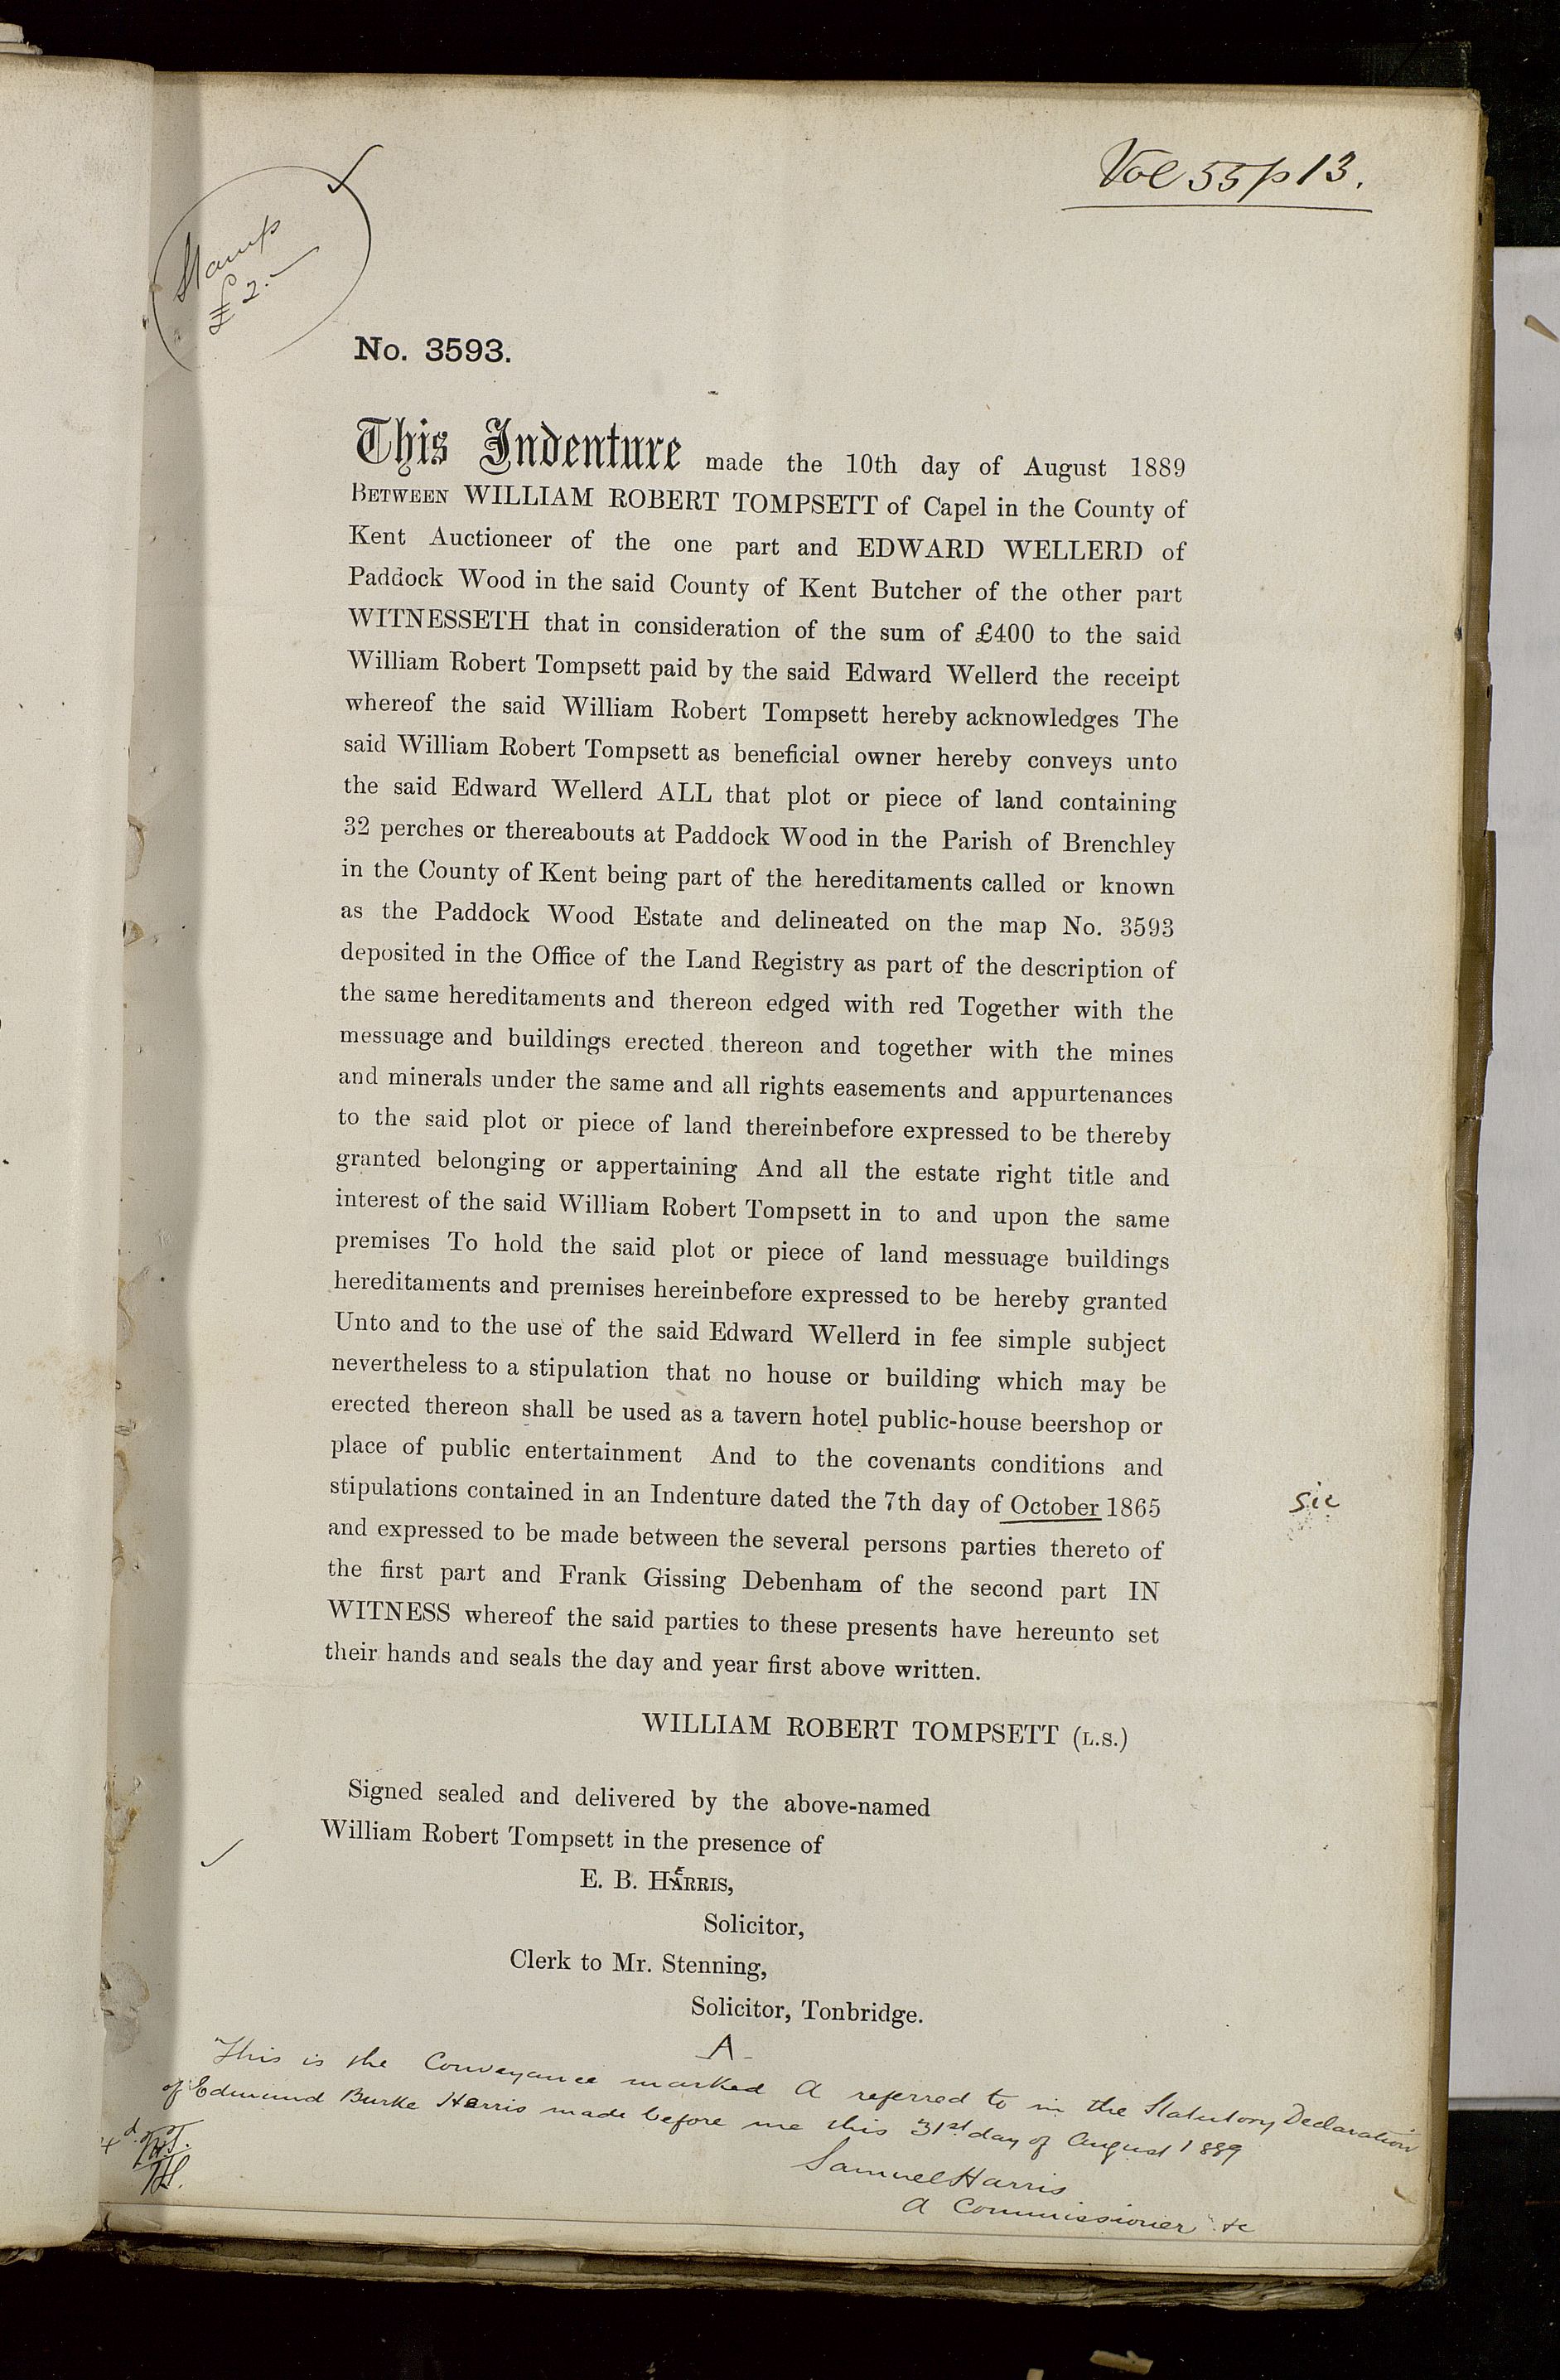 Vol 55 p 13.
Stamp
£2.-
No. 3593.
This Indenture made the 10th day of August 1889
BETWEEN WILLIAM ROBERT TOMPSETT of Capel in the County of
Kent Auctioneer of the one part and EDWARD WELLERD of
Paddock Wood in the said County of Kent Butcher of the other part
WITNESSETH that in consideration of the sum of £400 to the said
William Robert Tompsett paid by the said Edward Wellerd the receipt
whereof the said William Robert Tompsett hereby acknowledges The
said William Robert Tompsett as beneficial owner hereby conveys unto
the said Edward Wellerd ALL that plot or piece of land containing
32 perches or thereabouts at Paddock Wood in the Parish of Brenchley
in the County of Kent being part of the hereditaments called or known
as the Paddock Wood Estate and delineated on the map No. 3593
deposited in the Office of the Land Registry as part of the description of
the same hereditaments and thereon edged with red Together with the
messuage and buildings erected thereon and together with the mines
and minerals under the same and all rights easements and appurtenances
to the said plot or piece of land thereinbefore expressed to be thereby
granted belonging or appertaining And all the estate right title and
interest of the said William Robert Tompsett in to and upon the same
premises To hold the said plot or piece of land messuage buildings
hereditaments and premises hereinbefore expressed to be hereby granted
Unto and to the use of the said Edward Wellerd in fee simple subject
nevertheless to a stipulation that no house or building which may be
erected thereon shall be used as a tavern hotel public-house beershop or
place of public entertainment And to the covenants conditions and
stipulations contained in an Indenture dated the 7th day of October 1865 sic
and expressed to be made between the several persons parties thereto of
the first part and Frank Gissing Debenham of the second part IN
WITNESS whereof the said parties to these presents have hereunto set
their hands and seals the day and year first above written.
WILLIAM ROBERT TOMPSETT (L.S.)
Signed sealed and delivered by the above-named
William Robert Tompsett in the presence of
E. B. HERRIS,
Solicitor,
Clerk to Mr. Stenning,
Solicitor, Tonbridge.
A
This is the Conveyance marked A referred to in the Statutory Declaration
of Edmund Burke Herris made before me this 31st day of August 1889
Samuel Harris
A Commissioner &c